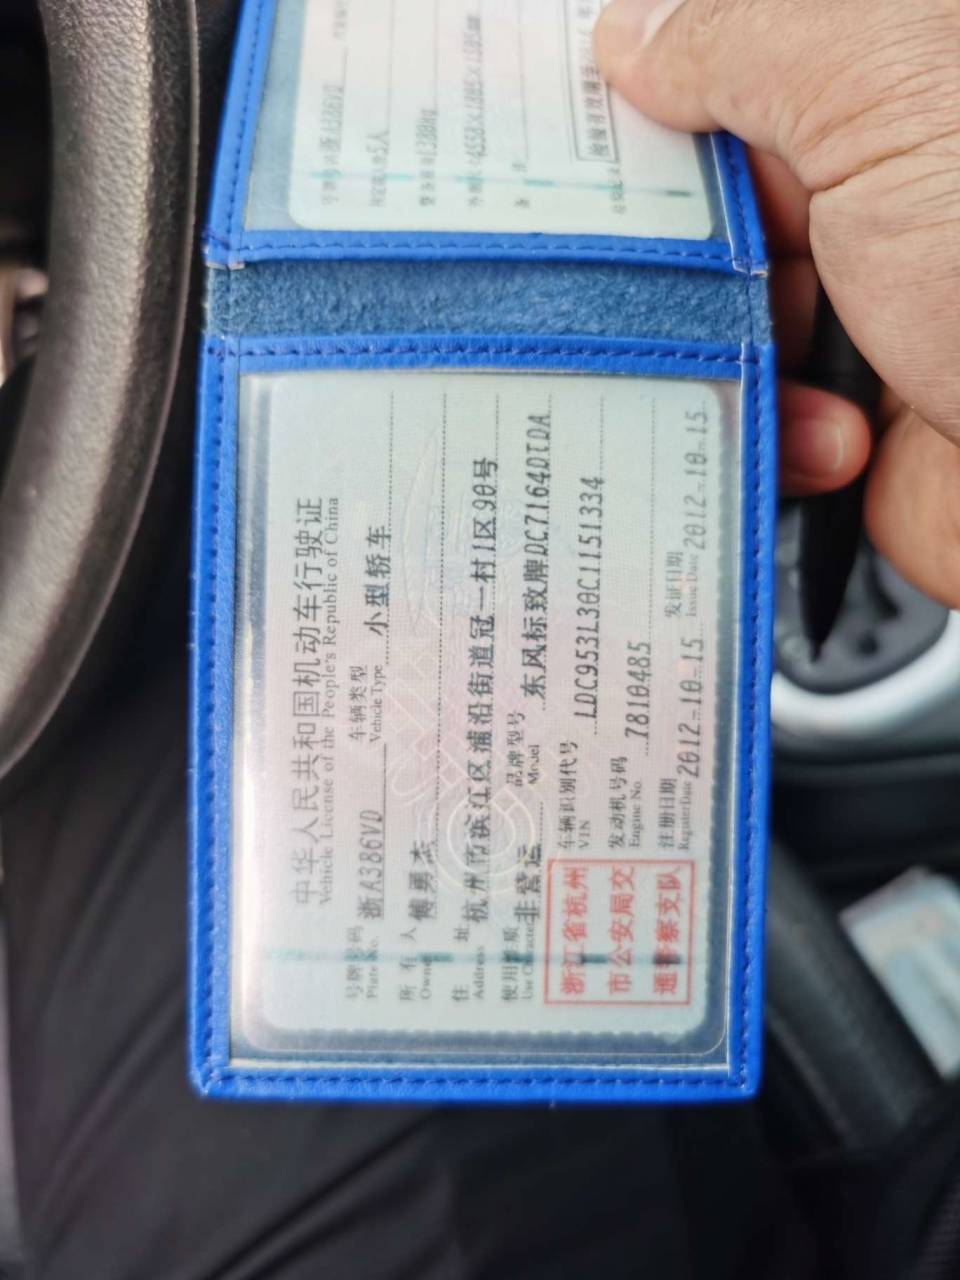 中华人民共和国机动车行驶证
Vehicle License of the People's Republic of China
号牌号码 浙A386VD 车辆类型 小型轿车
Plate No. Vehicle Type
所有人 傅勇杰
Owner
住址 杭州市滨江区浦沿街道冠一村1区90号
Address
使用性质 非营运 品牌型号 东风标致牌DC7164DTDA
Use Character Model
车辆识别代号 LDC953L30C1151334
VIN
发动机号码 7810485
Engine No.
注册日期 2012-10-15 发证日期 2012-10-15
Register Date Issue Date
浙江省杭州
市公安局交
通警察支队
5人
1380kg